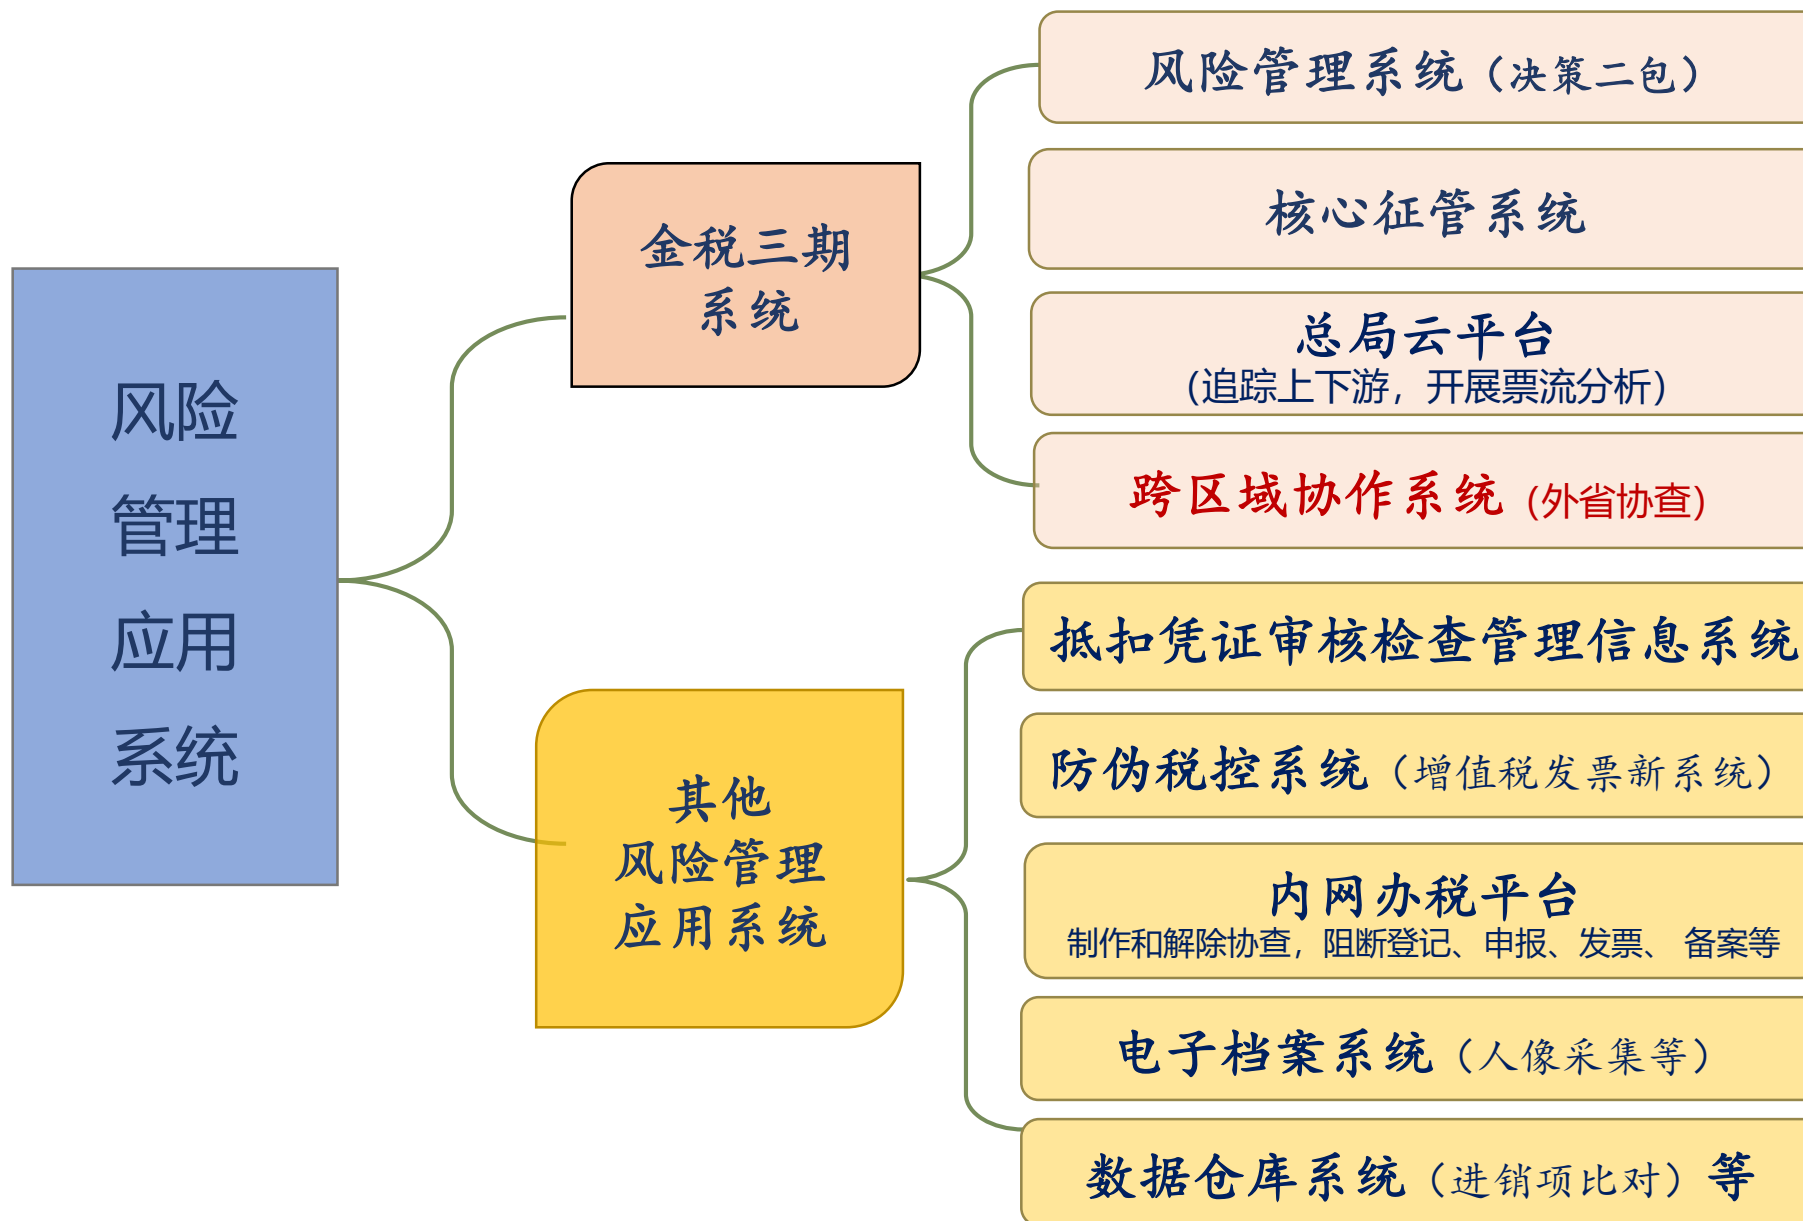 风险
管理
应用
系统
金税三期
系统
风险管理系统（决策二包）
核心征管系统
总局云平台
（追踪上下游，开展票流分析）
跨区域协作系统（外省协查）
其他
风险管理
应用系统
抵扣凭证审核检查管理信息系统
防伪税控系统（增值税发票新系统）
内网办税平台
制作和解除协查，阻断登记、申报、发票、 备案等
电子档案系统（人像采集等）
数据仓库系统（进销项比对）等